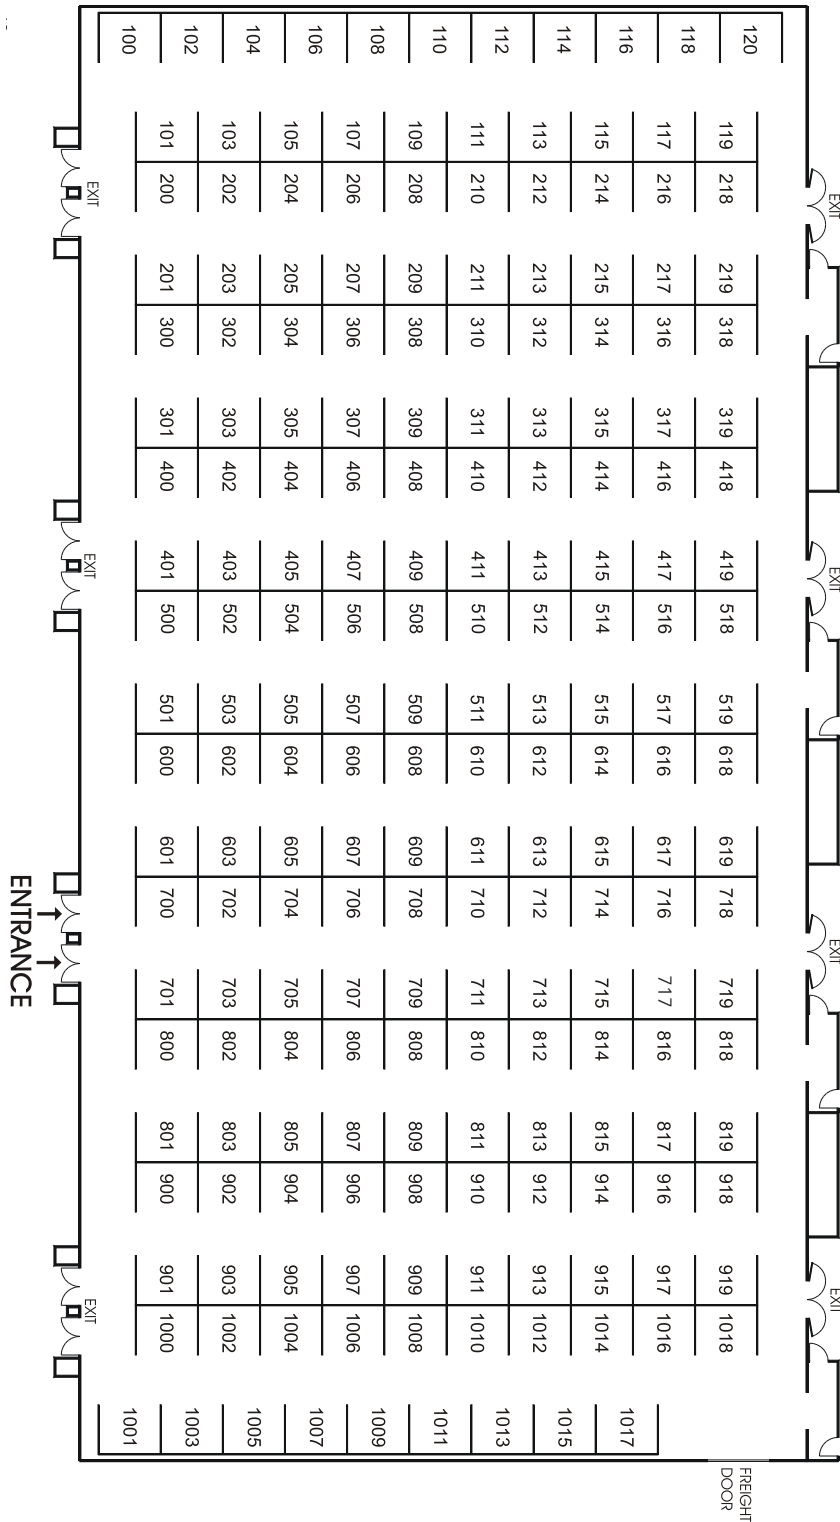 100 102 104 106 108 110 112 114 116 118 120
101 103 105 107 109 111 113 115 117 119
200 202 204 206 208 210 212 214 216 218
EXIT
EXIT
201 203 205 207 209 211 213 215 217 219
300 302 304 306 308 310 312 314 316 318
301 303 305 307 309 311 313 315 317 319
400 402 404 406 408 410 412 414 416 418
401 403 405 407 409 411 413 415 417 419
EXIT
EXIT
500 502 504 506 508 510 512 514 516 518
501 503 505 507 509 511 513 515 517 519
600 602 604 606 608 610 612 614 616 618
601 603 605 607 609 611 613 615 617 619
700 702 704 706 708 710 712 714 716 718
ENTRANCE
EXIT
701 703 705 707 709 711 713 715 717 719
800 802 804 806 808 810 812 814 816 818
801 803 805 807 809 811 813 815 817 819
900 902 904 906 908 910 912 914 916 918
901 903 905 907 909 911 913 915 917 919
EXIT
EXIT
1000 1002 1004 1006 1008 1010 1012 1014 1016 1018
1001 1003 1005 1007 1009 1011 1013 1015 1017
FREIGHT
DOOR